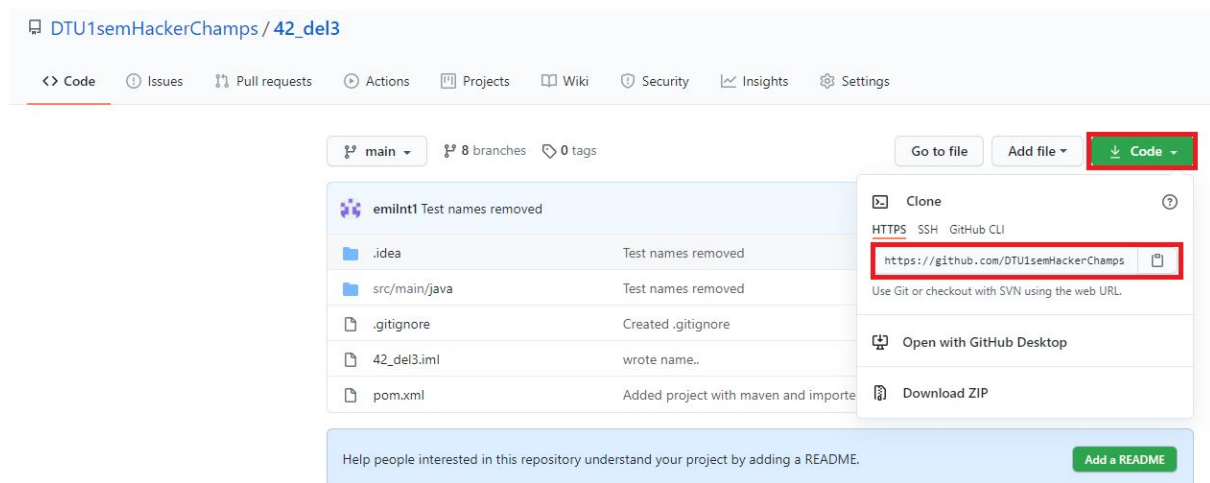 DTU1semHackerChamps / 42_del3
<> Code Issues Pull requests Actions Projects Wiki Security Insights Settings
main 8 branches 0 tags Go to file Add file Code
emilnt1 Test names removed
.idea Test names removed
src/main/java Test names removed
.gitignore Created .gitignore
42_del3.iml wrote name..
pom.xml Added project with maven and importe
Clone
HTTPS SSH GitHub CLI
https://github.com/DTU1semHackerChamps
Use Git or checkout with SVN using the web URL.
Open with GitHub Desktop
Download ZIP
Help people interested in this repository understand your project by adding a README. Add a README